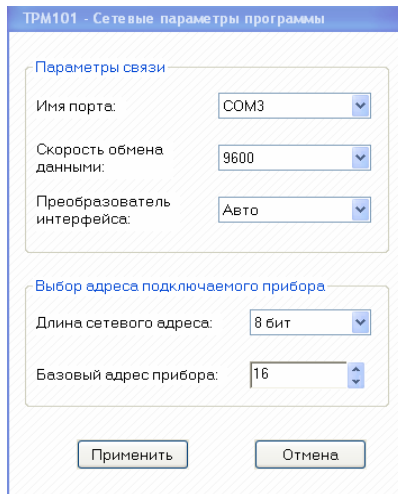 ТРМ101 - Сетевые параметры программы
Параметры связи
Имя порта:
COM3
Скорость обмена
данными:
9600
Преобразователь
интерфейса:
Авто
Выбор адреса подключаемого прибора
Длина сетевого адреса:
8 бит
Базовый адрес прибора:
16
Применить
Отмена